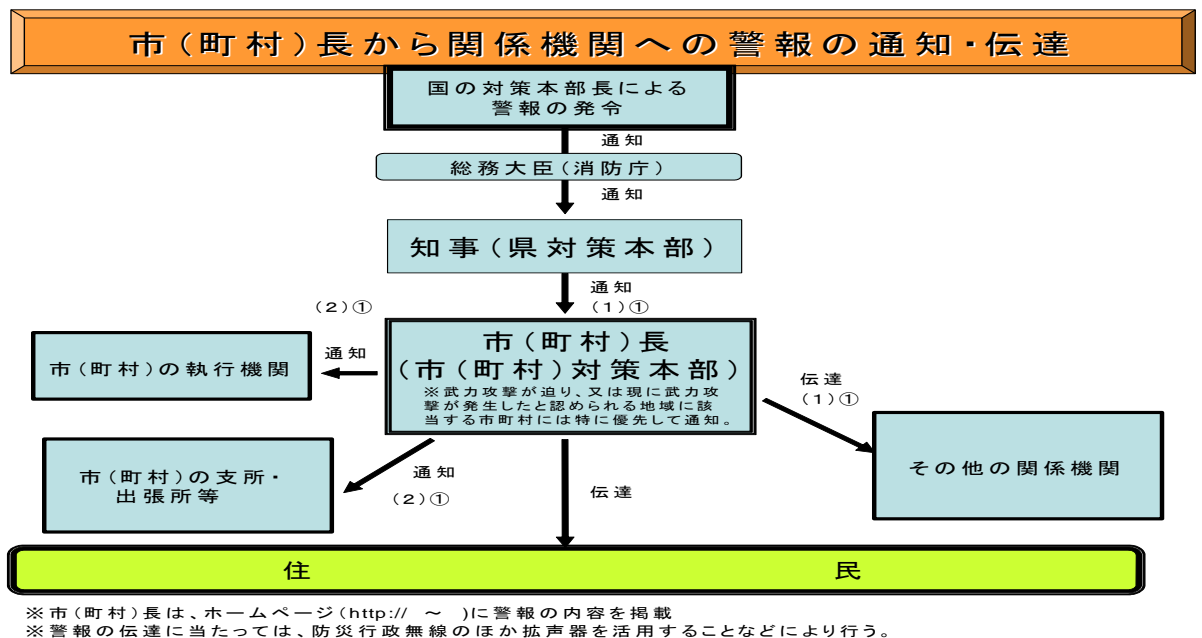 市(町村)長から関係機関への警報の通知・伝達
国の対策本部長による
警報の発令
通知
総務大臣(消防庁)
通知
知事(県対策本部)
通知
(1)①
(2)①
市(町村)長
(市(町村)対策本部)
※武力攻撃が迫り、又は現に武力攻
撃が発生したと認められる地域に該
当する市町村には特に優先して通知。
通知
市(町村)の執行機関
伝達
(1)①
その他の関係機関
通知
(2)①
市(町村)の支所・
出張所等
伝達
住民
※市(町村)長は、ホームページ(http:// ~ )に警報の内容を掲載
※警報の伝達に当たっては、防災行政無線のほか拡声器を活用することなどにより行う。